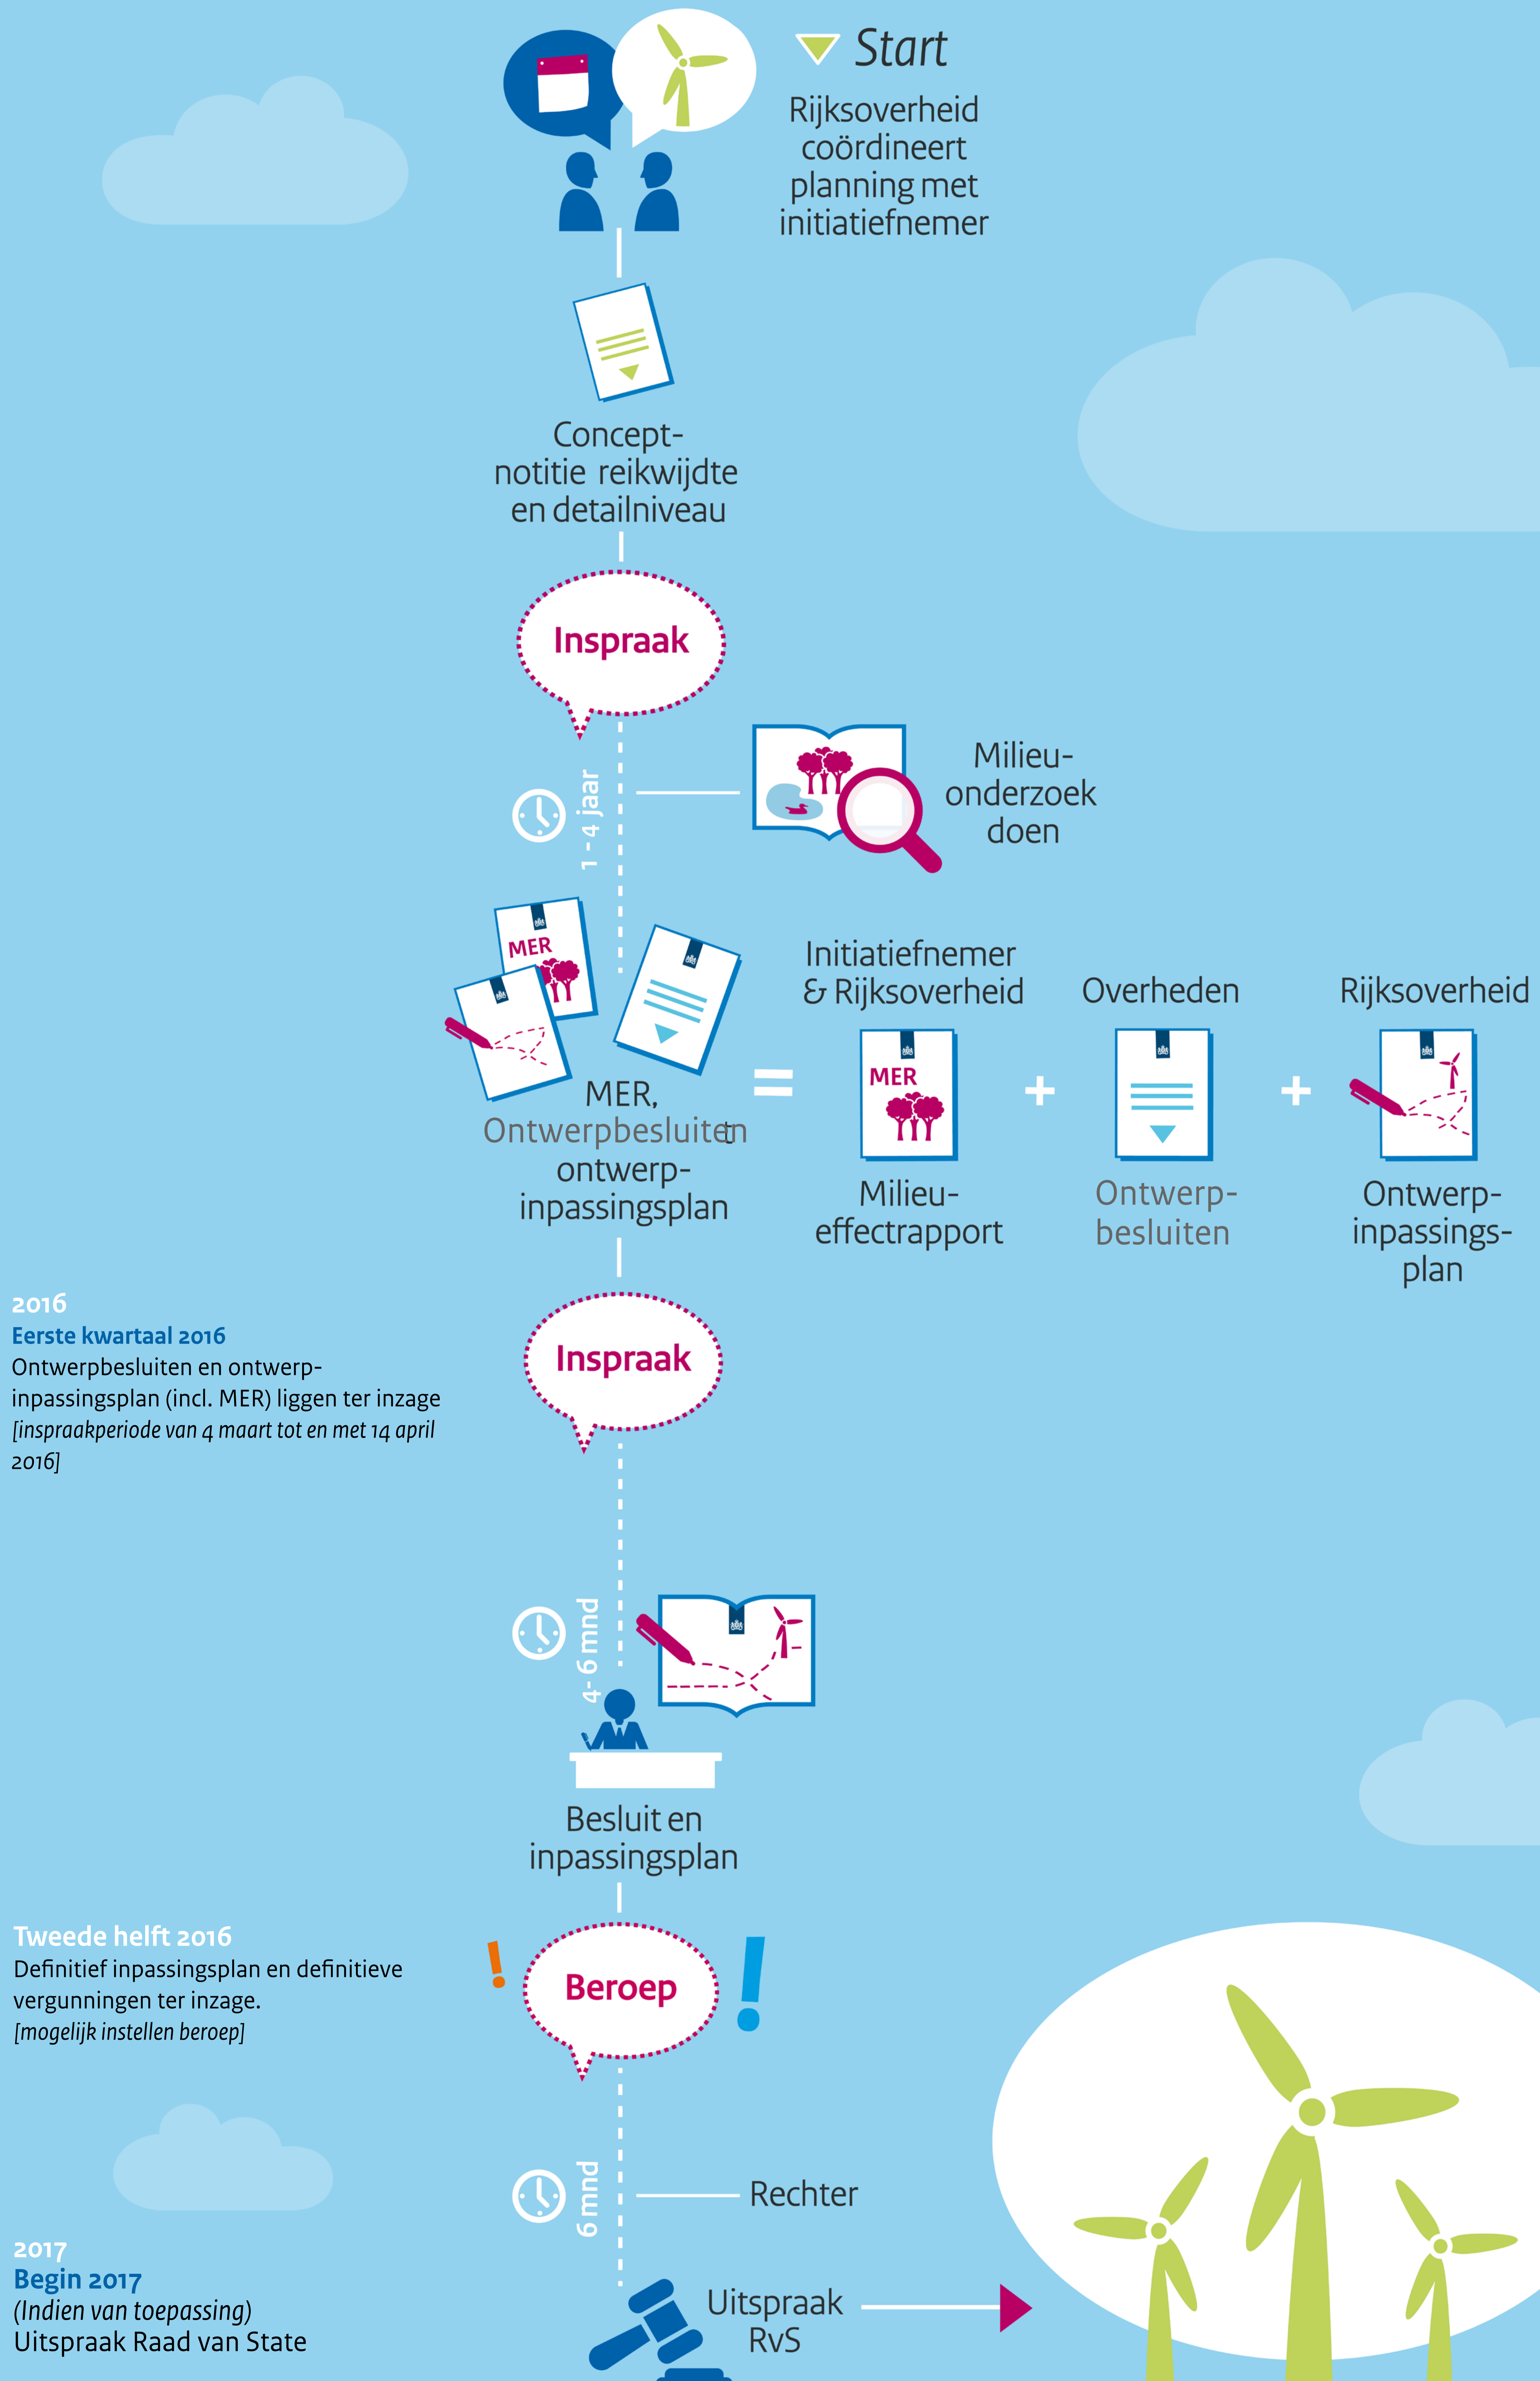 Start
Rijksoverheid
coördineert
planning met
initiatiefnemer
Concept-
notitie reikwijdte
en detailniveau
Inspraak
1 - 4 jaar
Milieu-
onderzoek
doen
MER
MER,
Ontwerpbesluiten
ontwerp-
inpassingsplan
=
Initiatiefnemer
& Rijksoverheid
MER
Milieu-
effectrapport
+
Overheden
Ontwerp-
besluiten
+
Rijksoverheid
Ontwerp-
inpassings-
plan
2016
Eerste kwartaal 2016
Ontwerpbesluiten en ontwerp-
inpassingsplan (incl. MER) liggen ter inzage
[inspraakperiode van 4 maart tot en met 14 april
2016]
Inspraak
4- 6 mnd
Besluit en
inpassingsplan
Tweede helft 2016
Definitief inpassingsplan en definitieve
vergunningen ter inzage.
[mogelijk instellen beroep]
!
Beroep
!
6 mnd
Rechter
2017
Begin 2017
(Indien van toepassing)
Uitspraak Raad van State
Uitspraak
RvS